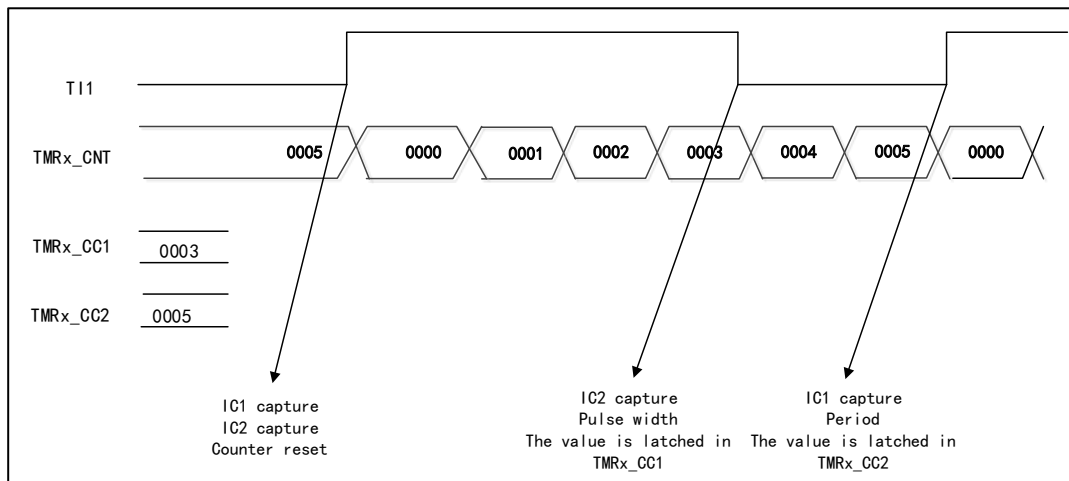 TI1
TMRx_CNT
0005 0000 0001 0002 0003 0004 0005 0000
TMRx_CC1
0003
TMRx_CC2
0005
IC1 capture
IC2 capture
Counter reset
IC2 capture
Pulse width
The value is latched in
TMRx_CC1
IC1 capture
Period
The value is latched in
TMRx_CC2